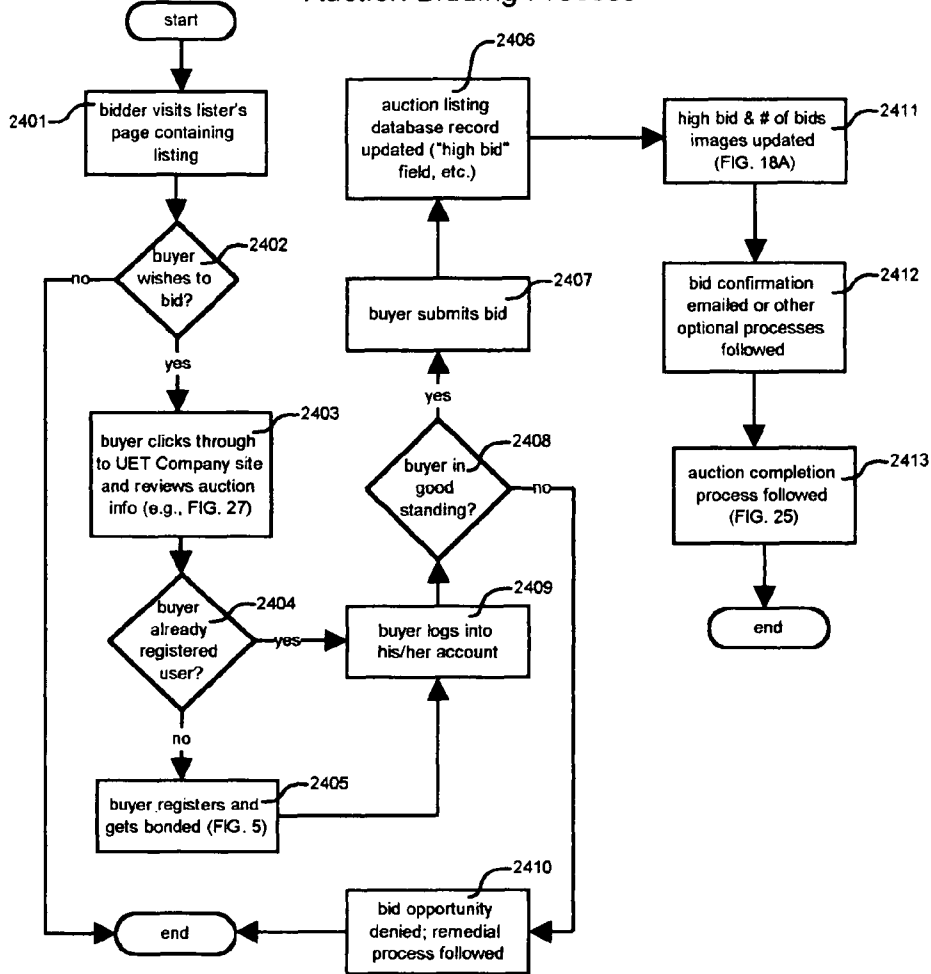 start
2401
bidder visits lister's
page containing
listing
2402
buyer
wishes to
bid?
no
yes
2403
buyer clicks through
to UET Company site
and reviews auction
info (e.g., FIG. 27)
2404
buyer
already
registered
user?
yes
no
2405
buyer registers and
gets bonded (FIG. 5)
end
2406
auction listing
database record
updated ("high bid"
field, etc.)
2407
buyer submits bid
yes
2408
buyer in
good
standing?
no
2409
buyer logs into
his/her account
2410
bid opportunity
denied; remedial
process followed
2411
high bid & # of bids
images updated
(FIG. 18A)
2412
bid confirmation
emailed or other
optional processes
followed
2413
auction completion
process followed
(FIG. 25)
end